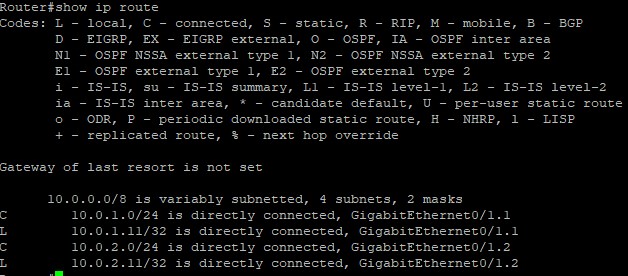 Router#show ip route
Codes: L - local, C - connected, S - static, R - RIP, M - mobile, B - BGP
       D - EIGRP, EX - EIGRP external, O - OSPF, IA - OSPF inter area
       N1 - OSPF NSSA external type 1, N2 - OSPF NSSA external type 2
       E1 - OSPF external type 1, E2 - OSPF external type 2
       i - IS-IS, su - IS-IS summary, L1 - IS-IS level-1, L2 - IS-IS level-2
       ia - IS-IS inter area, * - candidate default, U - per-user static route
       o - ODR, P - periodic downloaded static route, H - NHRP, l - LISP
       + - replicated route, % - next hop override
Gateway of last resort is not set
      10.0.0.0/8 is variably subnetted, 4 subnets, 2 masks
C        10.0.1.0/24 is directly connected, GigabitEthernet0/1.1
L        10.0.1.11/32 is directly connected, GigabitEthernet0/1.1
C        10.0.2.0/24 is directly connected, GigabitEthernet0/1.2
L        10.0.2.11/32 is directly connected, GigabitEthernet0/1.2